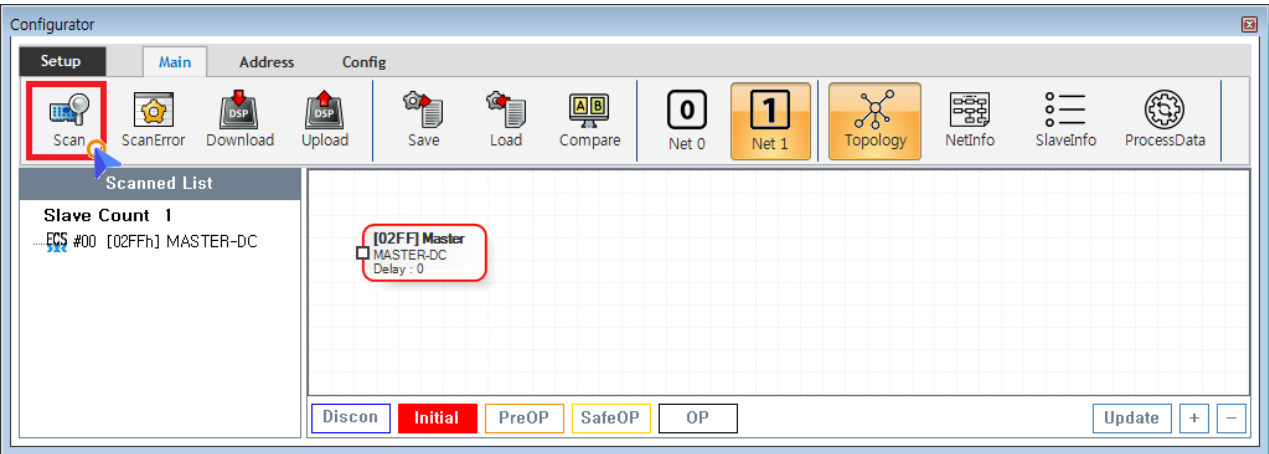 Configurator
Setup Main Address Config
Scan ScanError Download Upload Save Load Compare Net 0 Net 1 Topology NetInfo SlaveInfo ProcessData
DSP DSP A B 0 1
Scanned List
Slave Count 1
ECS #00 [02FFh] MASTER-DC
[02FF] Master
MASTER-DC
Delay : 0
Discon Initial PreOP SafeOP OP Update + −